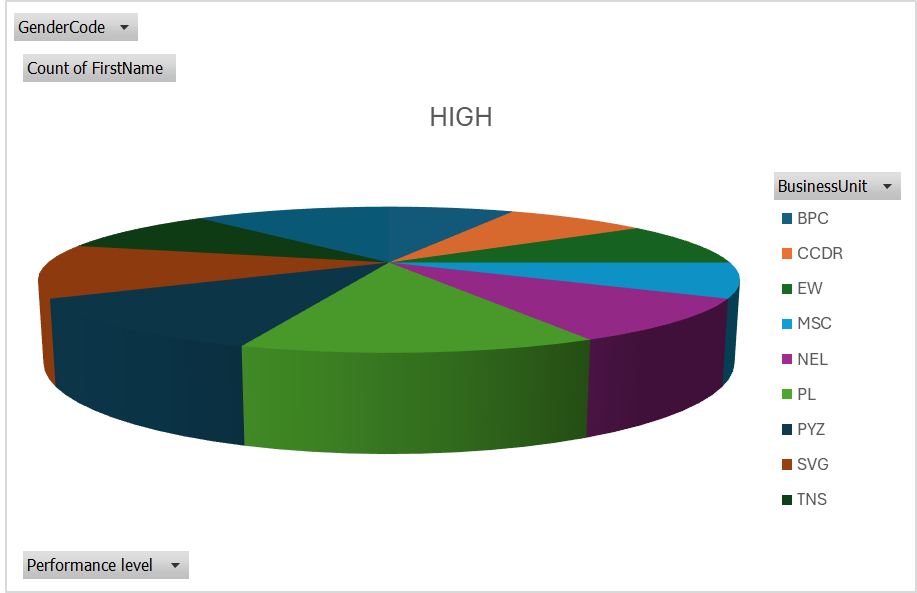 GenderCode
Count of FirstName
HIGH
BusinessUnit
BPC
CCDR
EW
MSC
NEL
PL
PYZ
SVG
TNS
Performance level